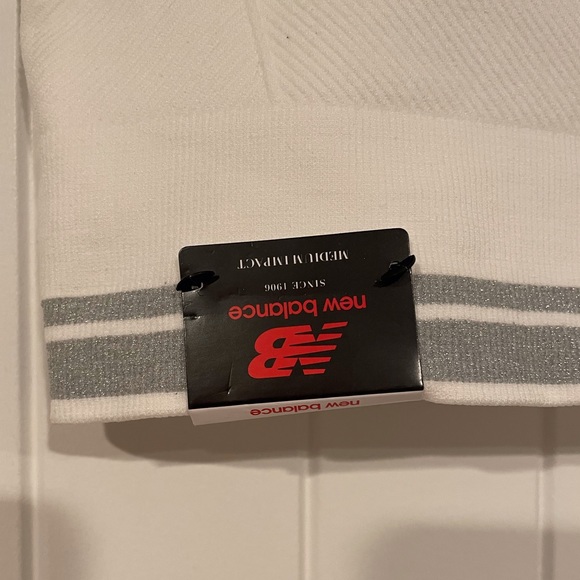 new balance
NB
new balance
SINCE 1906
MEDIUM IMPACT